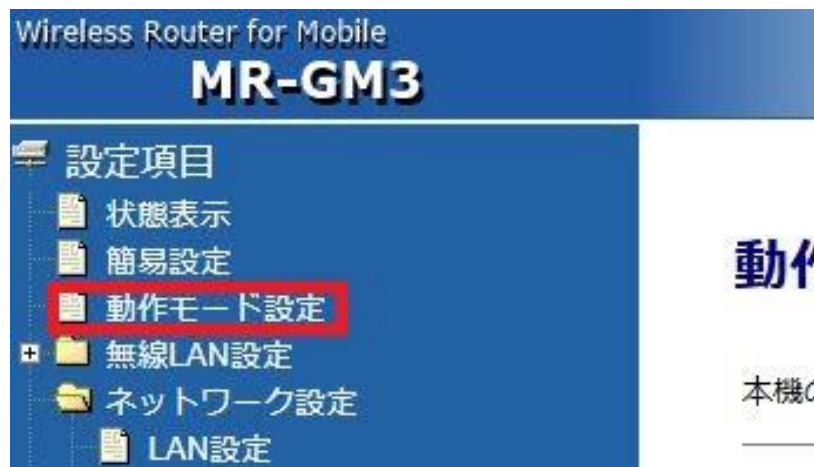 Wireless Router for Mobile
MR-GM3
設定項目
状態表示
簡易設定
動作モード設定
無線LAN設定
ネットワーク設定
LAN設定
動作
本機の